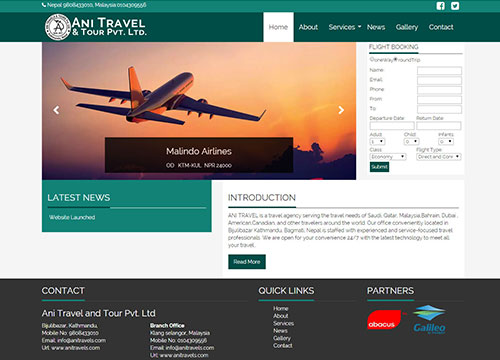 Nepal 9808433010, Malaysia 0104309556
ANI TRAVEL
& TOUR PVT. LTD.
Home About Services News Gallery Contact
FLIGHT BOOKING
oneWay roundTrip
Name:
Email:
Phone:
From:
To:
Departure Date Return Date
Adult Child Infants
1 0 0
Class Flight Type
Economy Direct and Conn
Submit
Malindo Airlines
OD KTM-KUL NPR 24000
LATEST NEWS
Website Launched
INTRODUCTION
ANI TRAVEL is a travel agency serving the travel needs of Saudi, Qatar, Malaysia,Bahrain, Dubai,
American,Canadian, and other travelers around the world. Our office conveniently located in
Bijulibazar Kathmandu, Bagmati, Nepal is staffed with experienced and service-focused travel
professionals. We are open for your convenience 24/7 with the latest technology to meet all
your travel.
Read More
CONTACT
Ani Travel and Tour Pvt. Ltd
Bijulibazar, Kathmandu,
Mobile No: 9808433010
Email: info@anitravels.com
Url: www.anitravels.com
Branch Office
Klang selangor, Malaysia
Mobile No: 0104309556
Email: info@anitravels.com
Url: www.anitravels.com
QUICK LINKS
Home
About
Services
News
Gallery
Contact
PARTNERS
abacus
Galileo